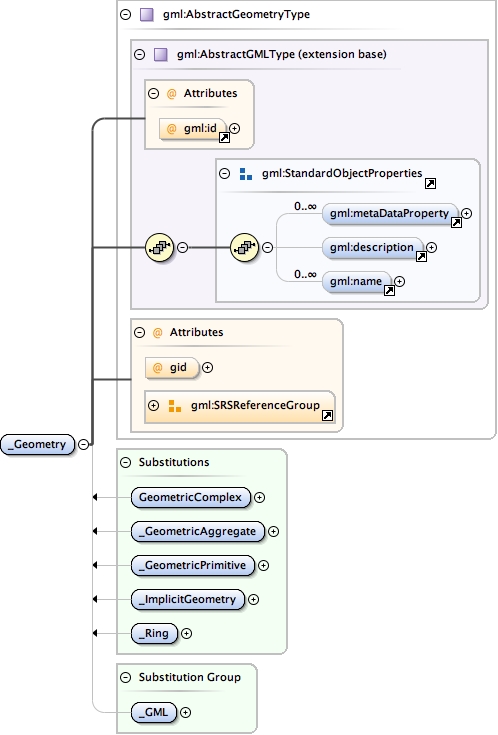 gml:AbstractGeometryType
gml:AbstractGMLType (extension base)
@ Attributes
@ gml:id
gml:StandardObjectProperties
0..∞ gml:metaDataProperty
gml:description
0..∞ gml:name
@ Attributes
@ gid
gml:SRSReferenceGroup
_Geometry
Substitutions
GeometricComplex
_GeometricAggregate
_GeometricPrimitive
_ImplicitGeometry
_Ring
Substitution Group
_GML